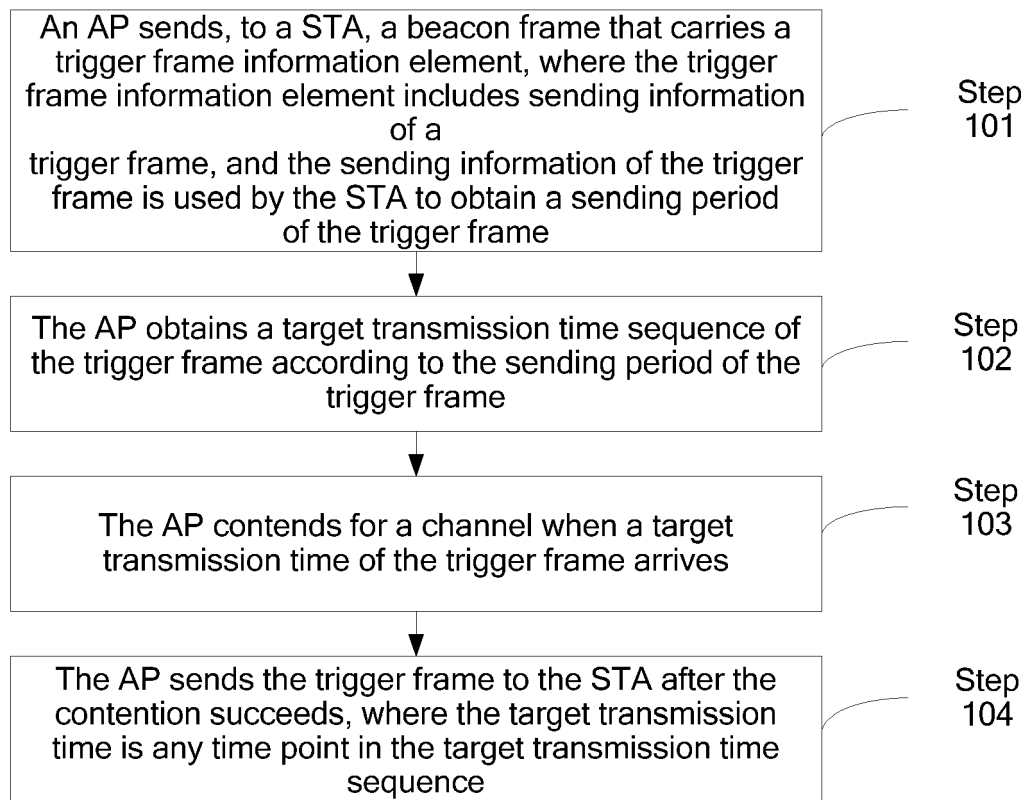 An AP sends, to a STA, a beacon frame that carries a
trigger frame information element, where the trigger
frame information element includes sending information
of a
trigger frame, and the sending information of the trigger
frame is used by the STA to obtain a sending period
of the trigger frame
Step
101
The AP obtains a target transmission time sequence of
the trigger frame according to the sending period of the
trigger frame
Step
102
The AP contends for a channel when a target
transmission time of the trigger frame arrives
Step
103
The AP sends the trigger frame to the STA after the
contention succeeds, where the target transmission
time is any time point in the target transmission time
sequence
Step
104